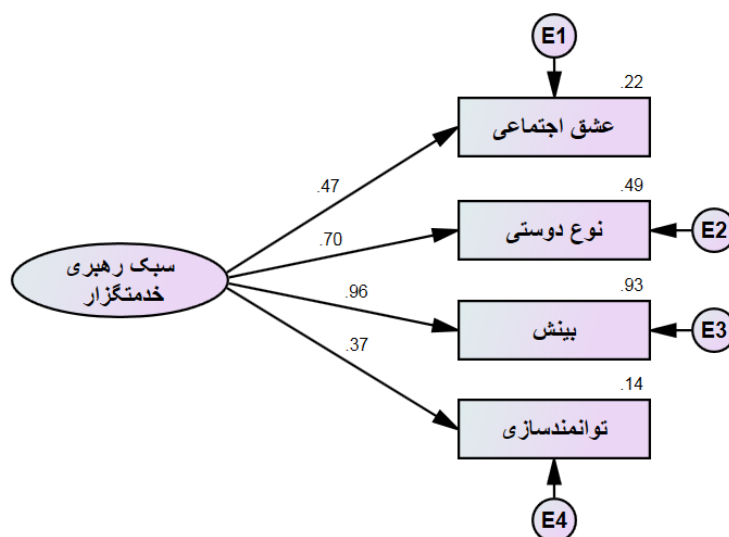 E1
.22
عشق اجتماعی
.47
.49
نوع دوستی
E2
.70
سبک رهبری
خدمتگزار
.96
.93
بینش
E3
.37
.14
توانمندسازی
E4